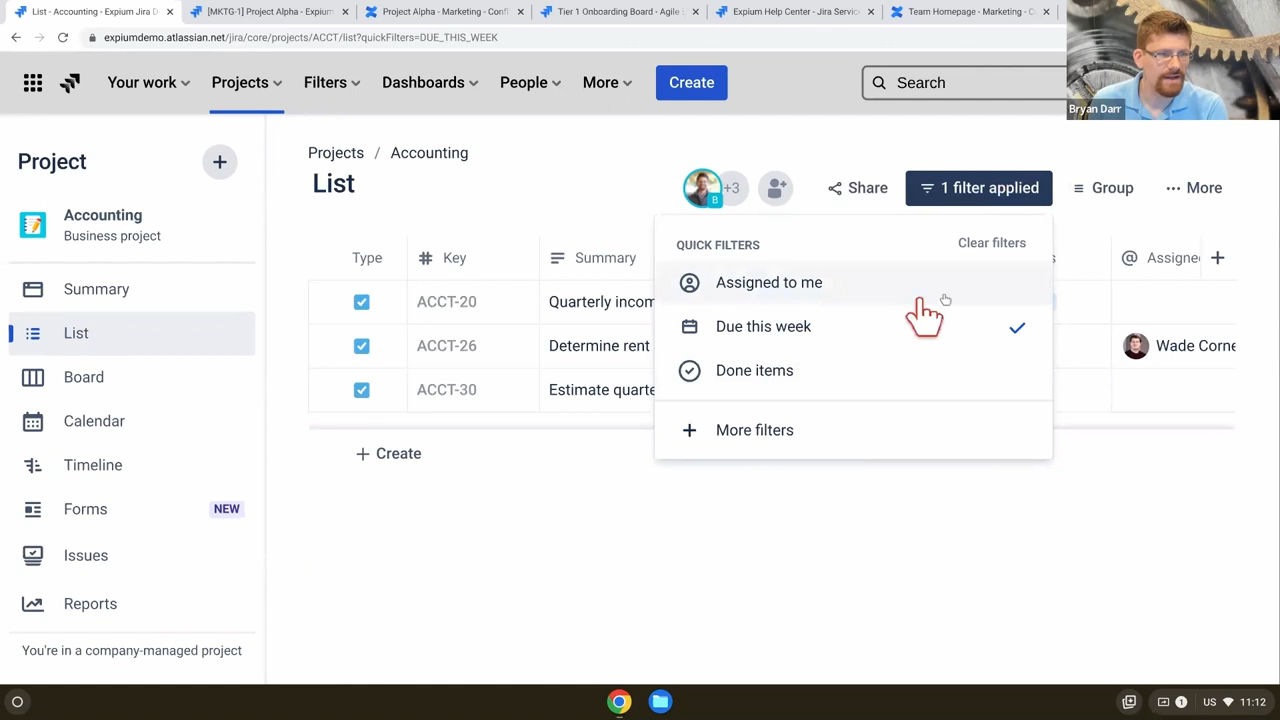 List - Accounting - Expium Jira D
[MKTG-1] Project Alpha - Expium
Project Alpha - Marketing - Confl
Tier 1 Onboarding Board - Agile
Expium Help Center - Jira Servic
Team Homepage - Marketing - C
expiumdemo.atlassian.net/jira/core/projects/ACCT/list?quickFilters=DUE_THIS_WEEK
Your work
Projects
Filters
Dashboards
People
More
Create
Search
Bryan Darr
Project
Accounting
Business project
Summary
List
Board
Calendar
Timeline
Forms
NEW
Issues
Reports
You're in a company-managed project
Projects / Accounting
List
B
+3
Share
1 filter applied
Group
More
Type
# Key
Summary
@ Assigne
ACCT-20
Quarterly incom
ACCT-26
Determine rent
Wade Corne
ACCT-30
Estimate quarte
+ Create
QUICK FILTERS
Clear filters
Assigned to me
Due this week
Done items
+ More filters
1
US
11:12